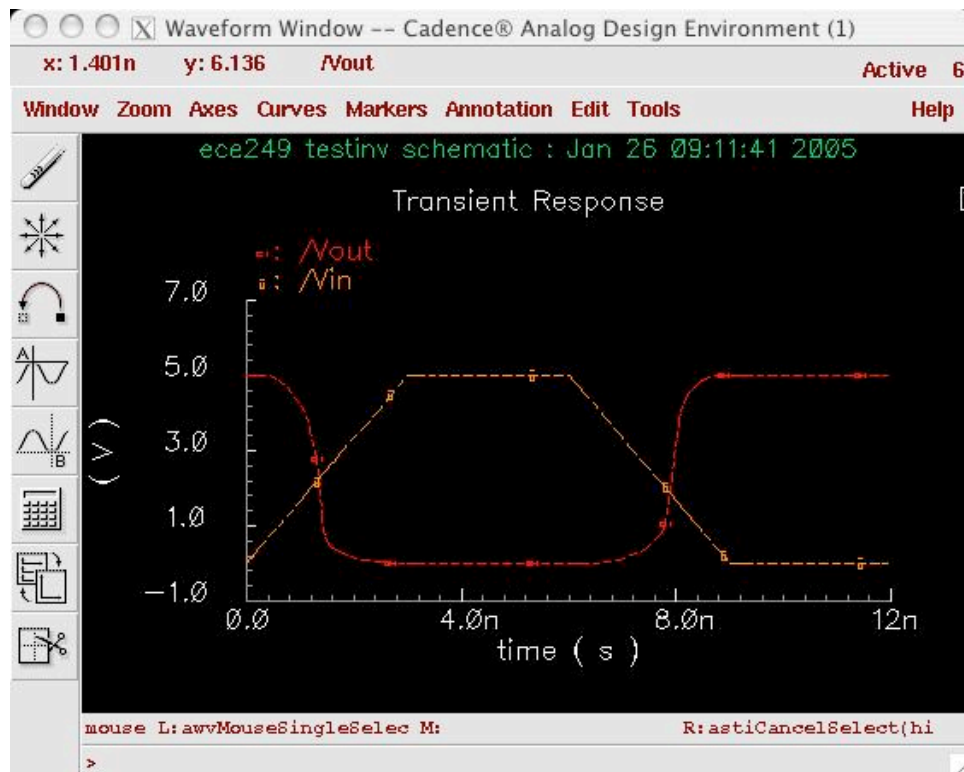 X Waveform Window -- Cadence® Analog Design Environment (1)
x: 1.401n y: 6.136 /Vout
Active 6
Window Zoom Axes Curves Markers Annotation Edit Tools Help
ece249 testinv schematic : Jan 26 09:11:41 2005
Transient Response
: /Vout
: /Vin
A
B
( V )
7.0
5.0
3.0
1.0
-1.0
0.0 4.0n 8.0n 12n
time ( s )
mouse L: awvMouseSingleSelec M: R: astiCancelSelect(hi
>